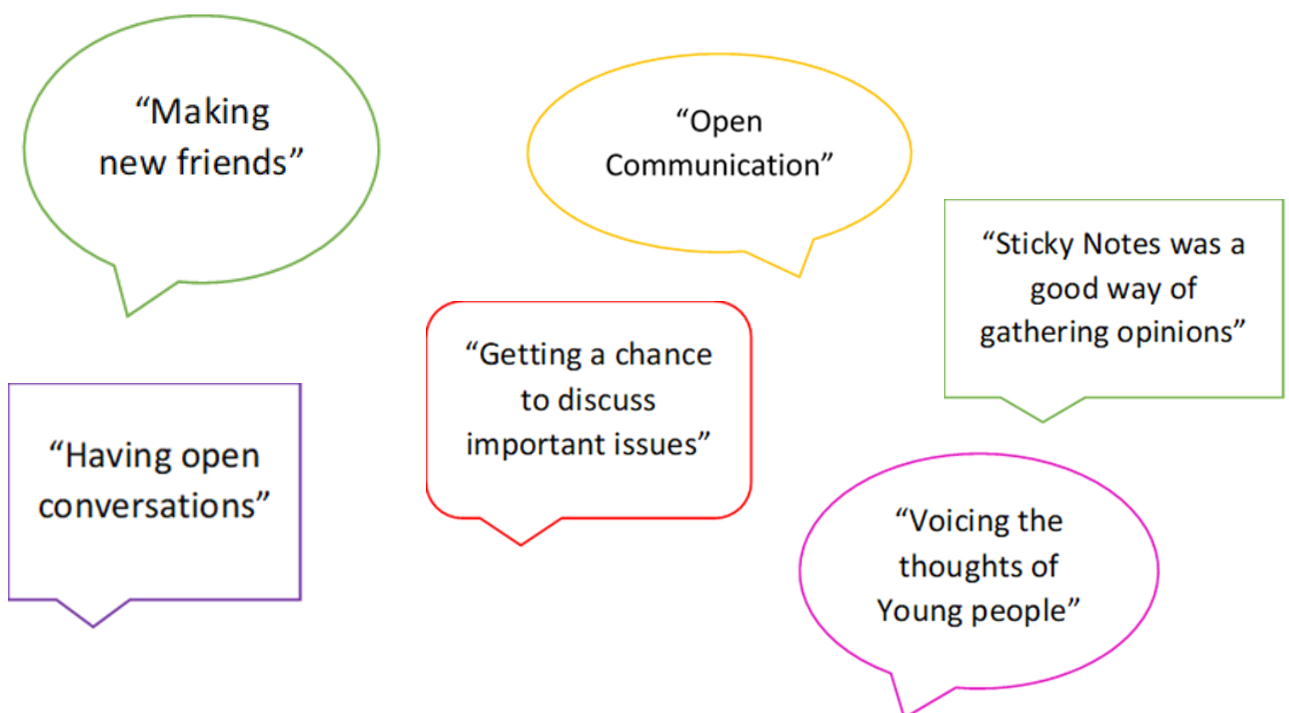 “Making
new friends”
“Open
Communication”
“Sticky Notes was a
good way of
gathering opinions”
“Getting a chance
to discuss
important issues”
“Having open
conversations”
“Voicing the
thoughts of
Young people”